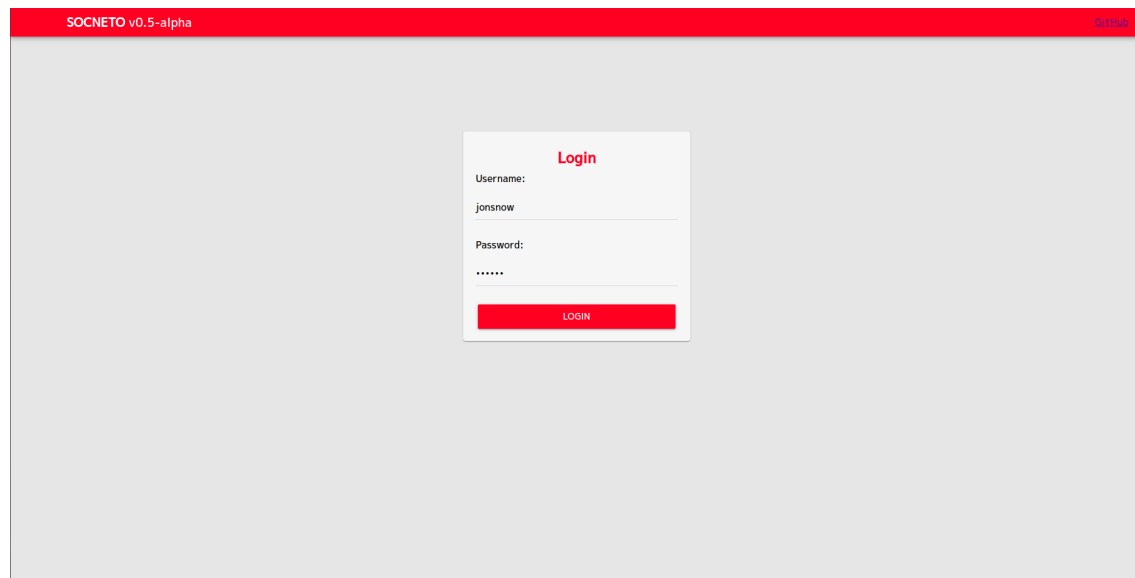 SOCNETO v0.5-alpha
GitHub
Login
Username:
jonsnow
Password:
••••••
LOGIN